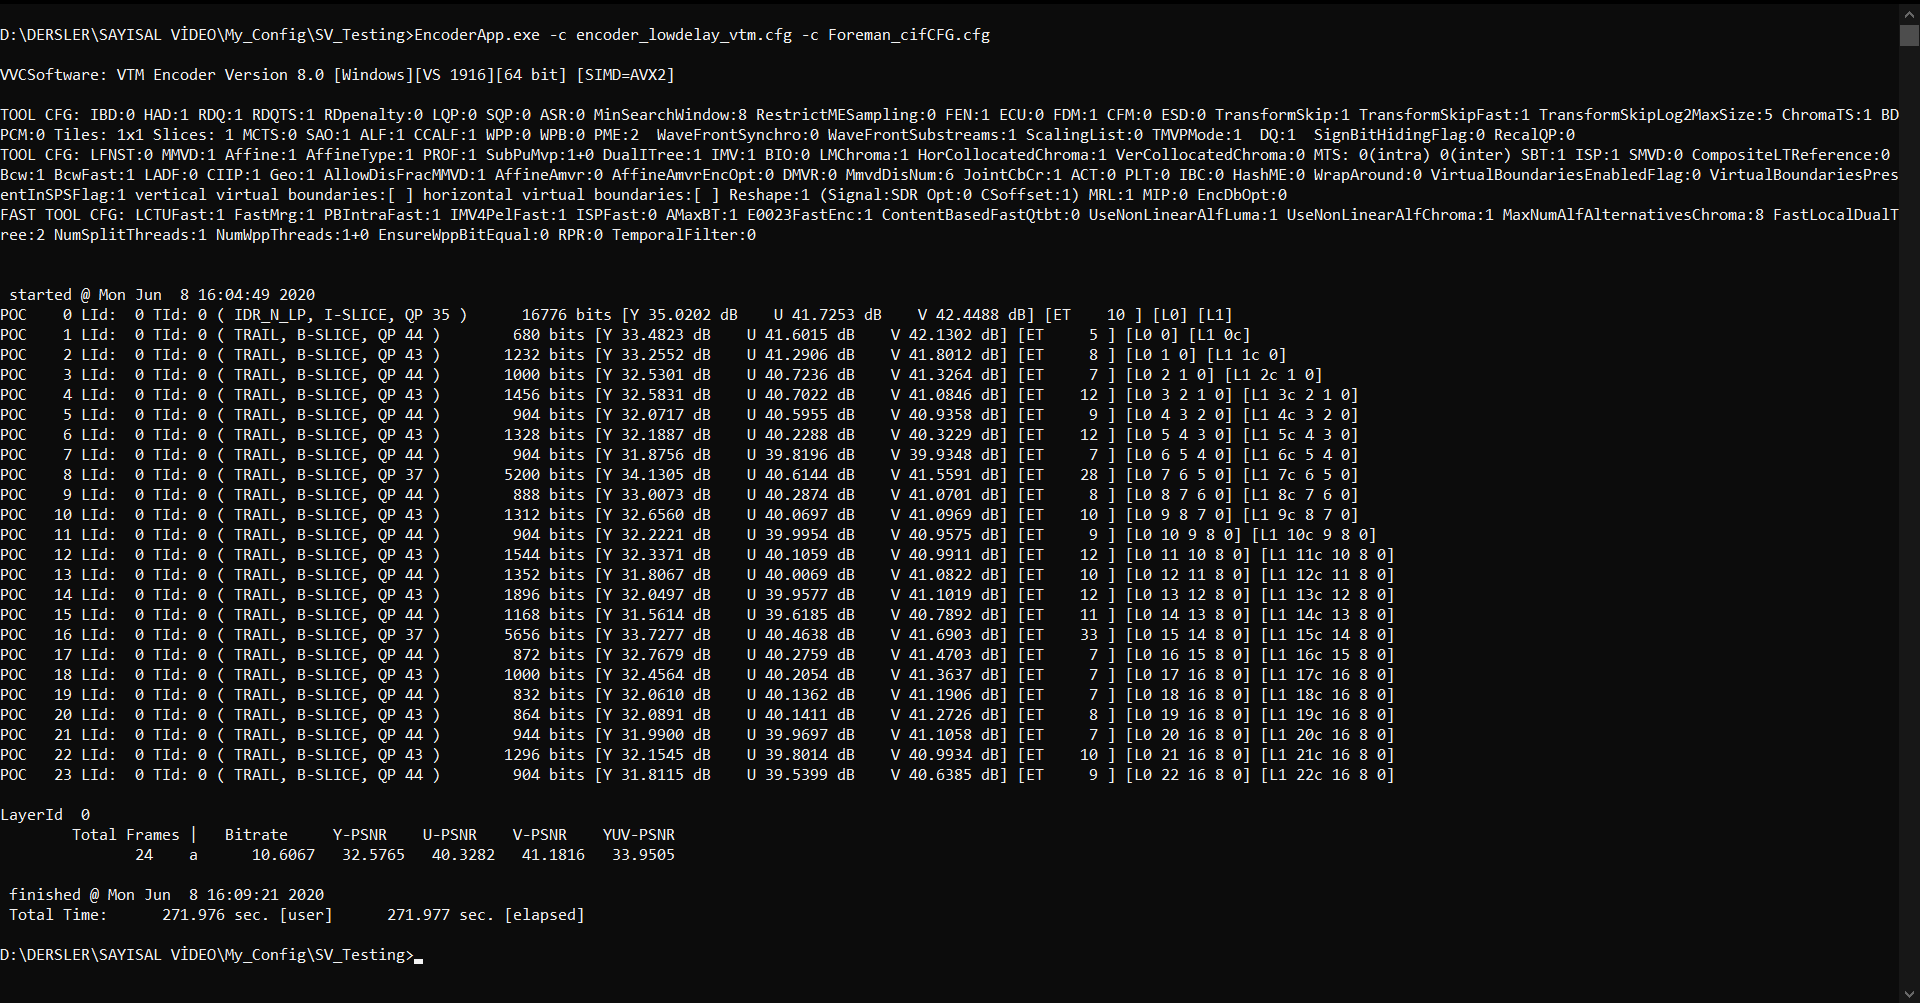 D:\DERSLER\SAYISAL VİDEO\My_Config\SV_Testing>EncoderApp.exe -c encoder_lowdelay_vtm.cfg -c Foreman_cifCFG.cfg
VVCSoftware: VTM Encoder Version 8.0 [Windows][VS 1916][64 bit] [SIMD=AVX2]
TOOL CFG: IBD:0 HAD:1 RDQ:1 RDQTS:1 RDpenalty:0 LQP:0 SQP:0 ASR:0 MinSearchWindow:8 RestrictMESampling:0 FEN:1 ECU:0 FDM:1 CFM:0 ESD:0 TransformSkip:1 TransformSkipFast:1 TransformSkipLog2MaxSize:5 ChromaTS:1 BD
PCM:0 Tiles: 1x1 Slices: 1 MCTS:0 SAO:1 ALF:1 CCALF:1 WPP:0 WPB:0 PME:2  WaveFrontSynchro:0 WaveFrontSubstreams:1 ScalingList:0 TMVPMode:1  DQ:1  SignBitHidingFlag:0 RecalQP:0
TOOL CFG: LFNST:0 MMVD:1 Affine:1 AffineType:1 PROF:1 SubPuMvp:1+0 DualITree:1 IMV:1 BIO:0 LMChroma:1 HorCollocatedChroma:1 VerCollocatedChroma:0 MTS: 0(intra) 0(inter) SBT:1 ISP:1 SMVD:0 CompositeLTReference:0
Bcw:1 BcwFast:1 LADF:0 CIIP:1 Geo:1 AllowDisFracMMVD:1 AffineAmvr:0 AffineAmvrEncOpt:0 DMVR:0 MmvdDisNum:6 JointCbCr:1 ACT:0 PLT:0 IBC:0 HashME:0 WrapAround:0 VirtualBoundariesEnabledFlag:0 VirtualBoundariesPres
entInSPSFlag:1 vertical virtual boundaries:[ ] horizontal virtual boundaries:[ ] Reshape:1 (Signal:SDR Opt:0 CSoffset:1) MRL:1 MIP:0 EncDbOpt:0
FAST TOOL CFG: LCTUFast:1 FastMrg:1 PBIntraFast:1 IMV4PelFast:1 ISPFast:0 AMaxBT:1 E0023FastEnc:1 ContentBasedFastQtbt:0 UseNonLinearAlfLuma:1 UseNonLinearAlfChroma:1 MaxNumAlfAlternativesChroma:8 FastLocalDualT
ree:2 NumSplitThreads:1 NumWppThreads:1+0 EnsureWppBitEqual:0 RPR:0 TemporalFilter:0
started @ Mon Jun  8 16:04:49 2020
POC    0 LId:  0 TId: 0 ( IDR_N_LP, I-SLICE, QP 35 )      16776 bits [Y 35.0202 dB    U 41.7253 dB    V 42.4488 dB] [ET    10 ] [L0] [L1]
POC    1 LId:  0 TId: 0 ( TRAIL, B-SLICE, QP 44 )        680 bits [Y 33.4823 dB    U 41.6015 dB    V 42.1302 dB] [ET     5 ] [L0 0] [L1 0c]
POC    2 LId:  0 TId: 0 ( TRAIL, B-SLICE, QP 43 )       1232 bits [Y 33.2552 dB    U 41.2906 dB    V 41.8012 dB] [ET     8 ] [L0 1 0] [L1 1c 0]
POC    3 LId:  0 TId: 0 ( TRAIL, B-SLICE, QP 44 )       1000 bits [Y 32.5301 dB    U 40.7236 dB    V 41.3264 dB] [ET     7 ] [L0 2 1 0] [L1 2c 1 0]
POC    4 LId:  0 TId: 0 ( TRAIL, B-SLICE, QP 43 )       1456 bits [Y 32.5831 dB    U 40.7022 dB    V 41.0846 dB] [ET    12 ] [L0 3 2 1 0] [L1 3c 2 1 0]
POC    5 LId:  0 TId: 0 ( TRAIL, B-SLICE, QP 44 )        904 bits [Y 32.0717 dB    U 40.5955 dB    V 40.9358 dB] [ET     9 ] [L0 4 3 2 0] [L1 4c 3 2 0]
POC    6 LId:  0 TId: 0 ( TRAIL, B-SLICE, QP 43 )       1328 bits [Y 32.1887 dB    U 40.2288 dB    V 40.3229 dB] [ET    12 ] [L0 5 4 3 0] [L1 5c 4 3 0]
POC    7 LId:  0 TId: 0 ( TRAIL, B-SLICE, QP 44 )        904 bits [Y 31.8756 dB    U 39.8196 dB    V 39.9348 dB] [ET     7 ] [L0 6 5 4 0] [L1 6c 5 4 0]
POC    8 LId:  0 TId: 0 ( TRAIL, B-SLICE, QP 37 )       5200 bits [Y 34.1305 dB    U 40.6144 dB    V 41.5591 dB] [ET    28 ] [L0 7 6 5 0] [L1 7c 6 5 0]
POC    9 LId:  0 TId: 0 ( TRAIL, B-SLICE, QP 44 )        888 bits [Y 33.0073 dB    U 40.2874 dB    V 41.0701 dB] [ET     8 ] [L0 8 7 6 0] [L1 8c 7 6 0]
POC   10 LId:  0 TId: 0 ( TRAIL, B-SLICE, QP 43 )       1312 bits [Y 32.6560 dB    U 40.0697 dB    V 41.0969 dB] [ET    10 ] [L0 9 8 7 0] [L1 9c 8 7 0]
POC   11 LId:  0 TId: 0 ( TRAIL, B-SLICE, QP 44 )        904 bits [Y 32.2221 dB    U 39.9954 dB    V 40.9575 dB] [ET     9 ] [L0 10 9 8 0] [L1 10c 9 8 0]
POC   12 LId:  0 TId: 0 ( TRAIL, B-SLICE, QP 43 )       1544 bits [Y 32.3371 dB    U 40.1059 dB    V 40.9911 dB] [ET    12 ] [L0 11 10 8 0] [L1 11c 10 8 0]
POC   13 LId:  0 TId: 0 ( TRAIL, B-SLICE, QP 44 )       1352 bits [Y 31.8067 dB    U 40.0069 dB    V 41.0822 dB] [ET    10 ] [L0 12 11 8 0] [L1 12c 11 8 0]
POC   14 LId:  0 TId: 0 ( TRAIL, B-SLICE, QP 43 )       1896 bits [Y 32.0497 dB    U 39.9577 dB    V 41.1019 dB] [ET    12 ] [L0 13 12 8 0] [L1 13c 12 8 0]
POC   15 LId:  0 TId: 0 ( TRAIL, B-SLICE, QP 44 )       1168 bits [Y 31.5614 dB    U 39.6185 dB    V 40.7892 dB] [ET    11 ] [L0 14 13 8 0] [L1 14c 13 8 0]
POC   16 LId:  0 TId: 0 ( TRAIL, B-SLICE, QP 37 )       5656 bits [Y 33.7277 dB    U 40.4638 dB    V 41.6903 dB] [ET    33 ] [L0 15 14 8 0] [L1 15c 14 8 0]
POC   17 LId:  0 TId: 0 ( TRAIL, B-SLICE, QP 44 )        872 bits [Y 32.7679 dB    U 40.2759 dB    V 41.4703 dB] [ET     7 ] [L0 16 15 8 0] [L1 16c 15 8 0]
POC   18 LId:  0 TId: 0 ( TRAIL, B-SLICE, QP 43 )       1000 bits [Y 32.4564 dB    U 40.2054 dB    V 41.3637 dB] [ET     7 ] [L0 17 16 8 0] [L1 17c 16 8 0]
POC   19 LId:  0 TId: 0 ( TRAIL, B-SLICE, QP 44 )        832 bits [Y 32.0610 dB    U 40.1362 dB    V 41.1906 dB] [ET     7 ] [L0 18 16 8 0] [L1 18c 16 8 0]
POC   20 LId:  0 TId: 0 ( TRAIL, B-SLICE, QP 43 )        864 bits [Y 32.0891 dB    U 40.1411 dB    V 41.2726 dB] [ET     8 ] [L0 19 16 8 0] [L1 19c 16 8 0]
POC   21 LId:  0 TId: 0 ( TRAIL, B-SLICE, QP 44 )        944 bits [Y 31.9900 dB    U 39.9697 dB    V 41.1058 dB] [ET     7 ] [L0 20 16 8 0] [L1 20c 16 8 0]
POC   22 LId:  0 TId: 0 ( TRAIL, B-SLICE, QP 43 )       1296 bits [Y 32.1545 dB    U 39.8014 dB    V 40.9934 dB] [ET    10 ] [L0 21 16 8 0] [L1 21c 16 8 0]
POC   23 LId:  0 TId: 0 ( TRAIL, B-SLICE, QP 44 )        904 bits [Y 31.8115 dB    U 39.5399 dB    V 40.6385 dB] [ET     9 ] [L0 22 16 8 0] [L1 22c 16 8 0]
LayerId  0
Total Frames |   Bitrate     Y-PSNR    U-PSNR    V-PSNR    YUV-PSNR
24    a      10.6067   32.5765   40.3282   41.1816   33.9505
finished @ Mon Jun  8 16:09:21 2020
Total Time:      271.976 sec. [user]      271.977 sec. [elapsed]
D:\DERSLER\SAYISAL VİDEO\My_Config\SV_Testing>